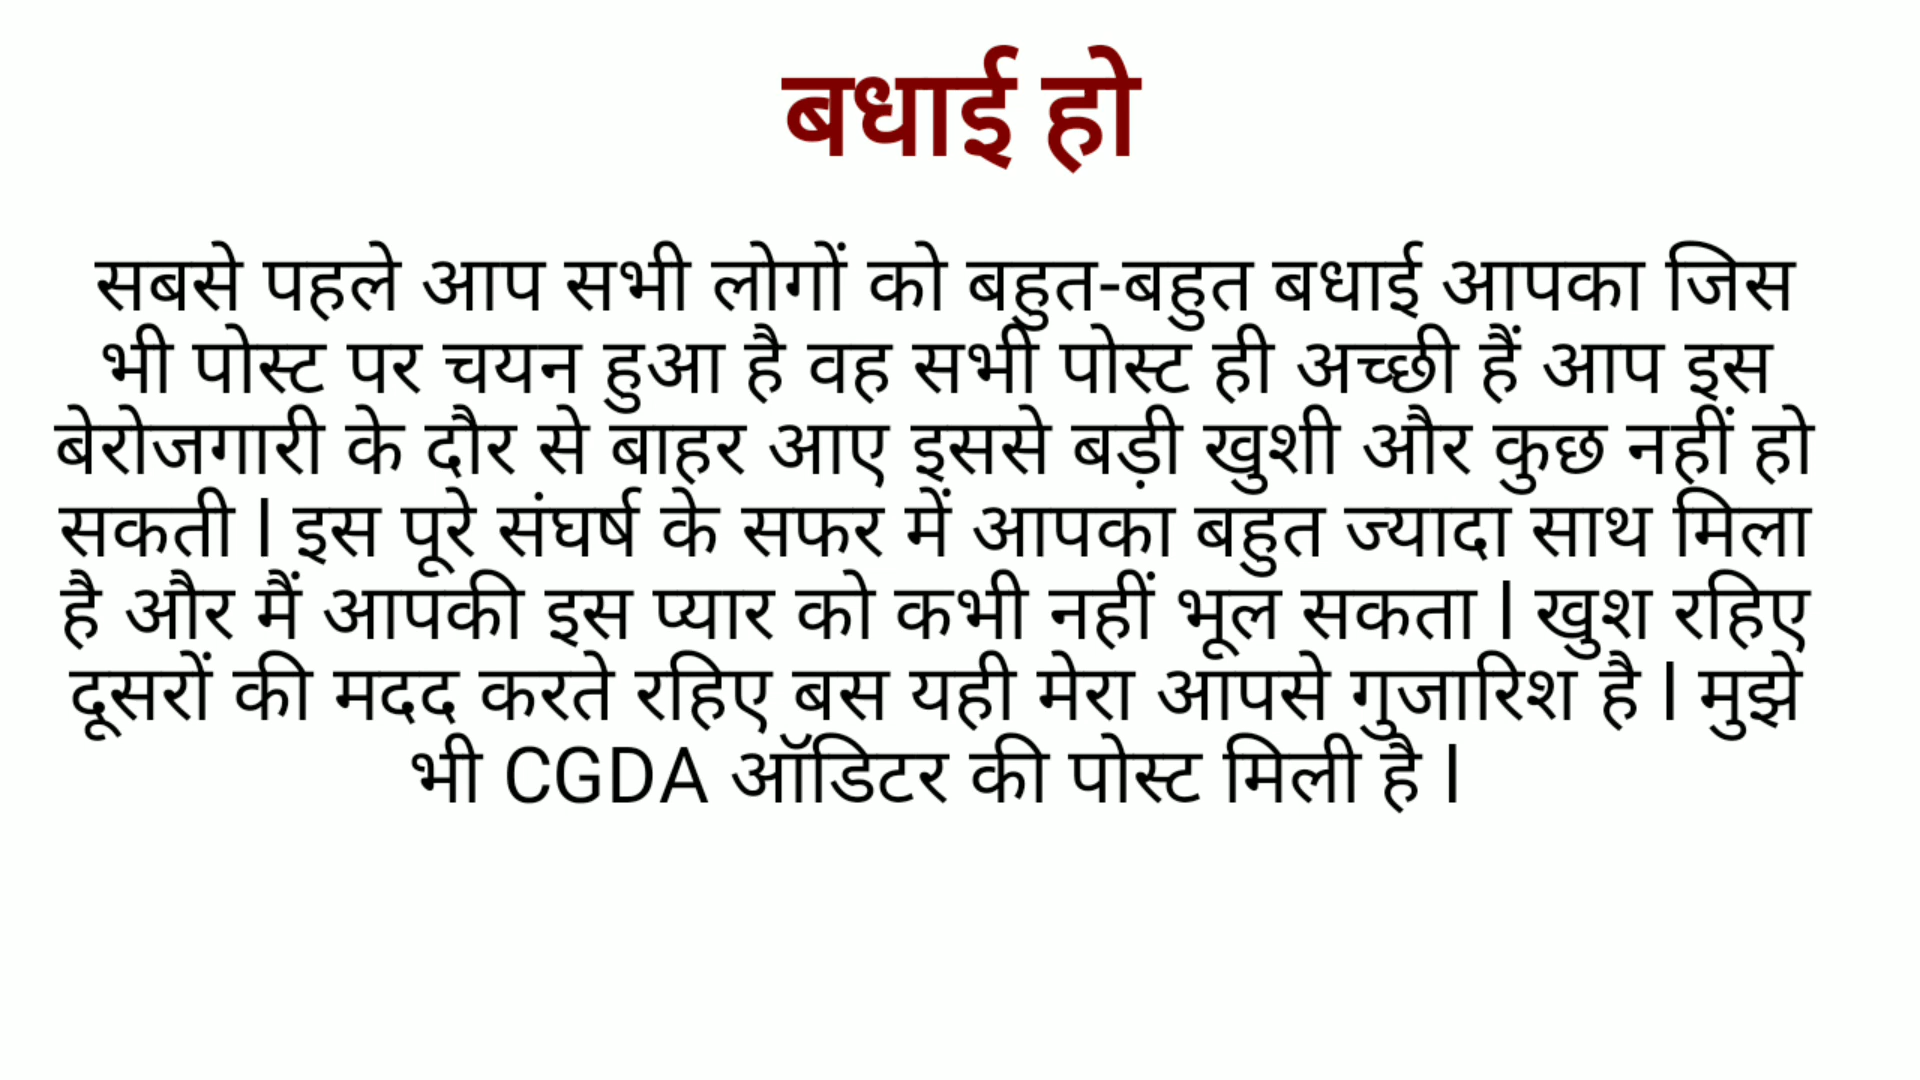 बधाई हो
सबसे पहले आप सभी लोगों को बहुत-बहुत बधाई आपका जिस
भी पोस्ट पर चयन हुआ है वह सभी पोस्ट ही अच्छी हैं आप इस
बेरोजगारी के दौर से बाहर आए इससे बड़ी खुशी और कुछ नहीं हो
सकती l इस पूरे संघर्ष के सफर में आपका बहुत ज्यादा साथ मिला
है और मैं आपकी इस प्यार को कभी नहीं भूल सकता l खुश रहिए
दूसरों की मदद करते रहिए बस यही मेरा आपसे गुजारिश है l मुझे
भी CGDA ऑडिटर की पोस्ट मिली है l